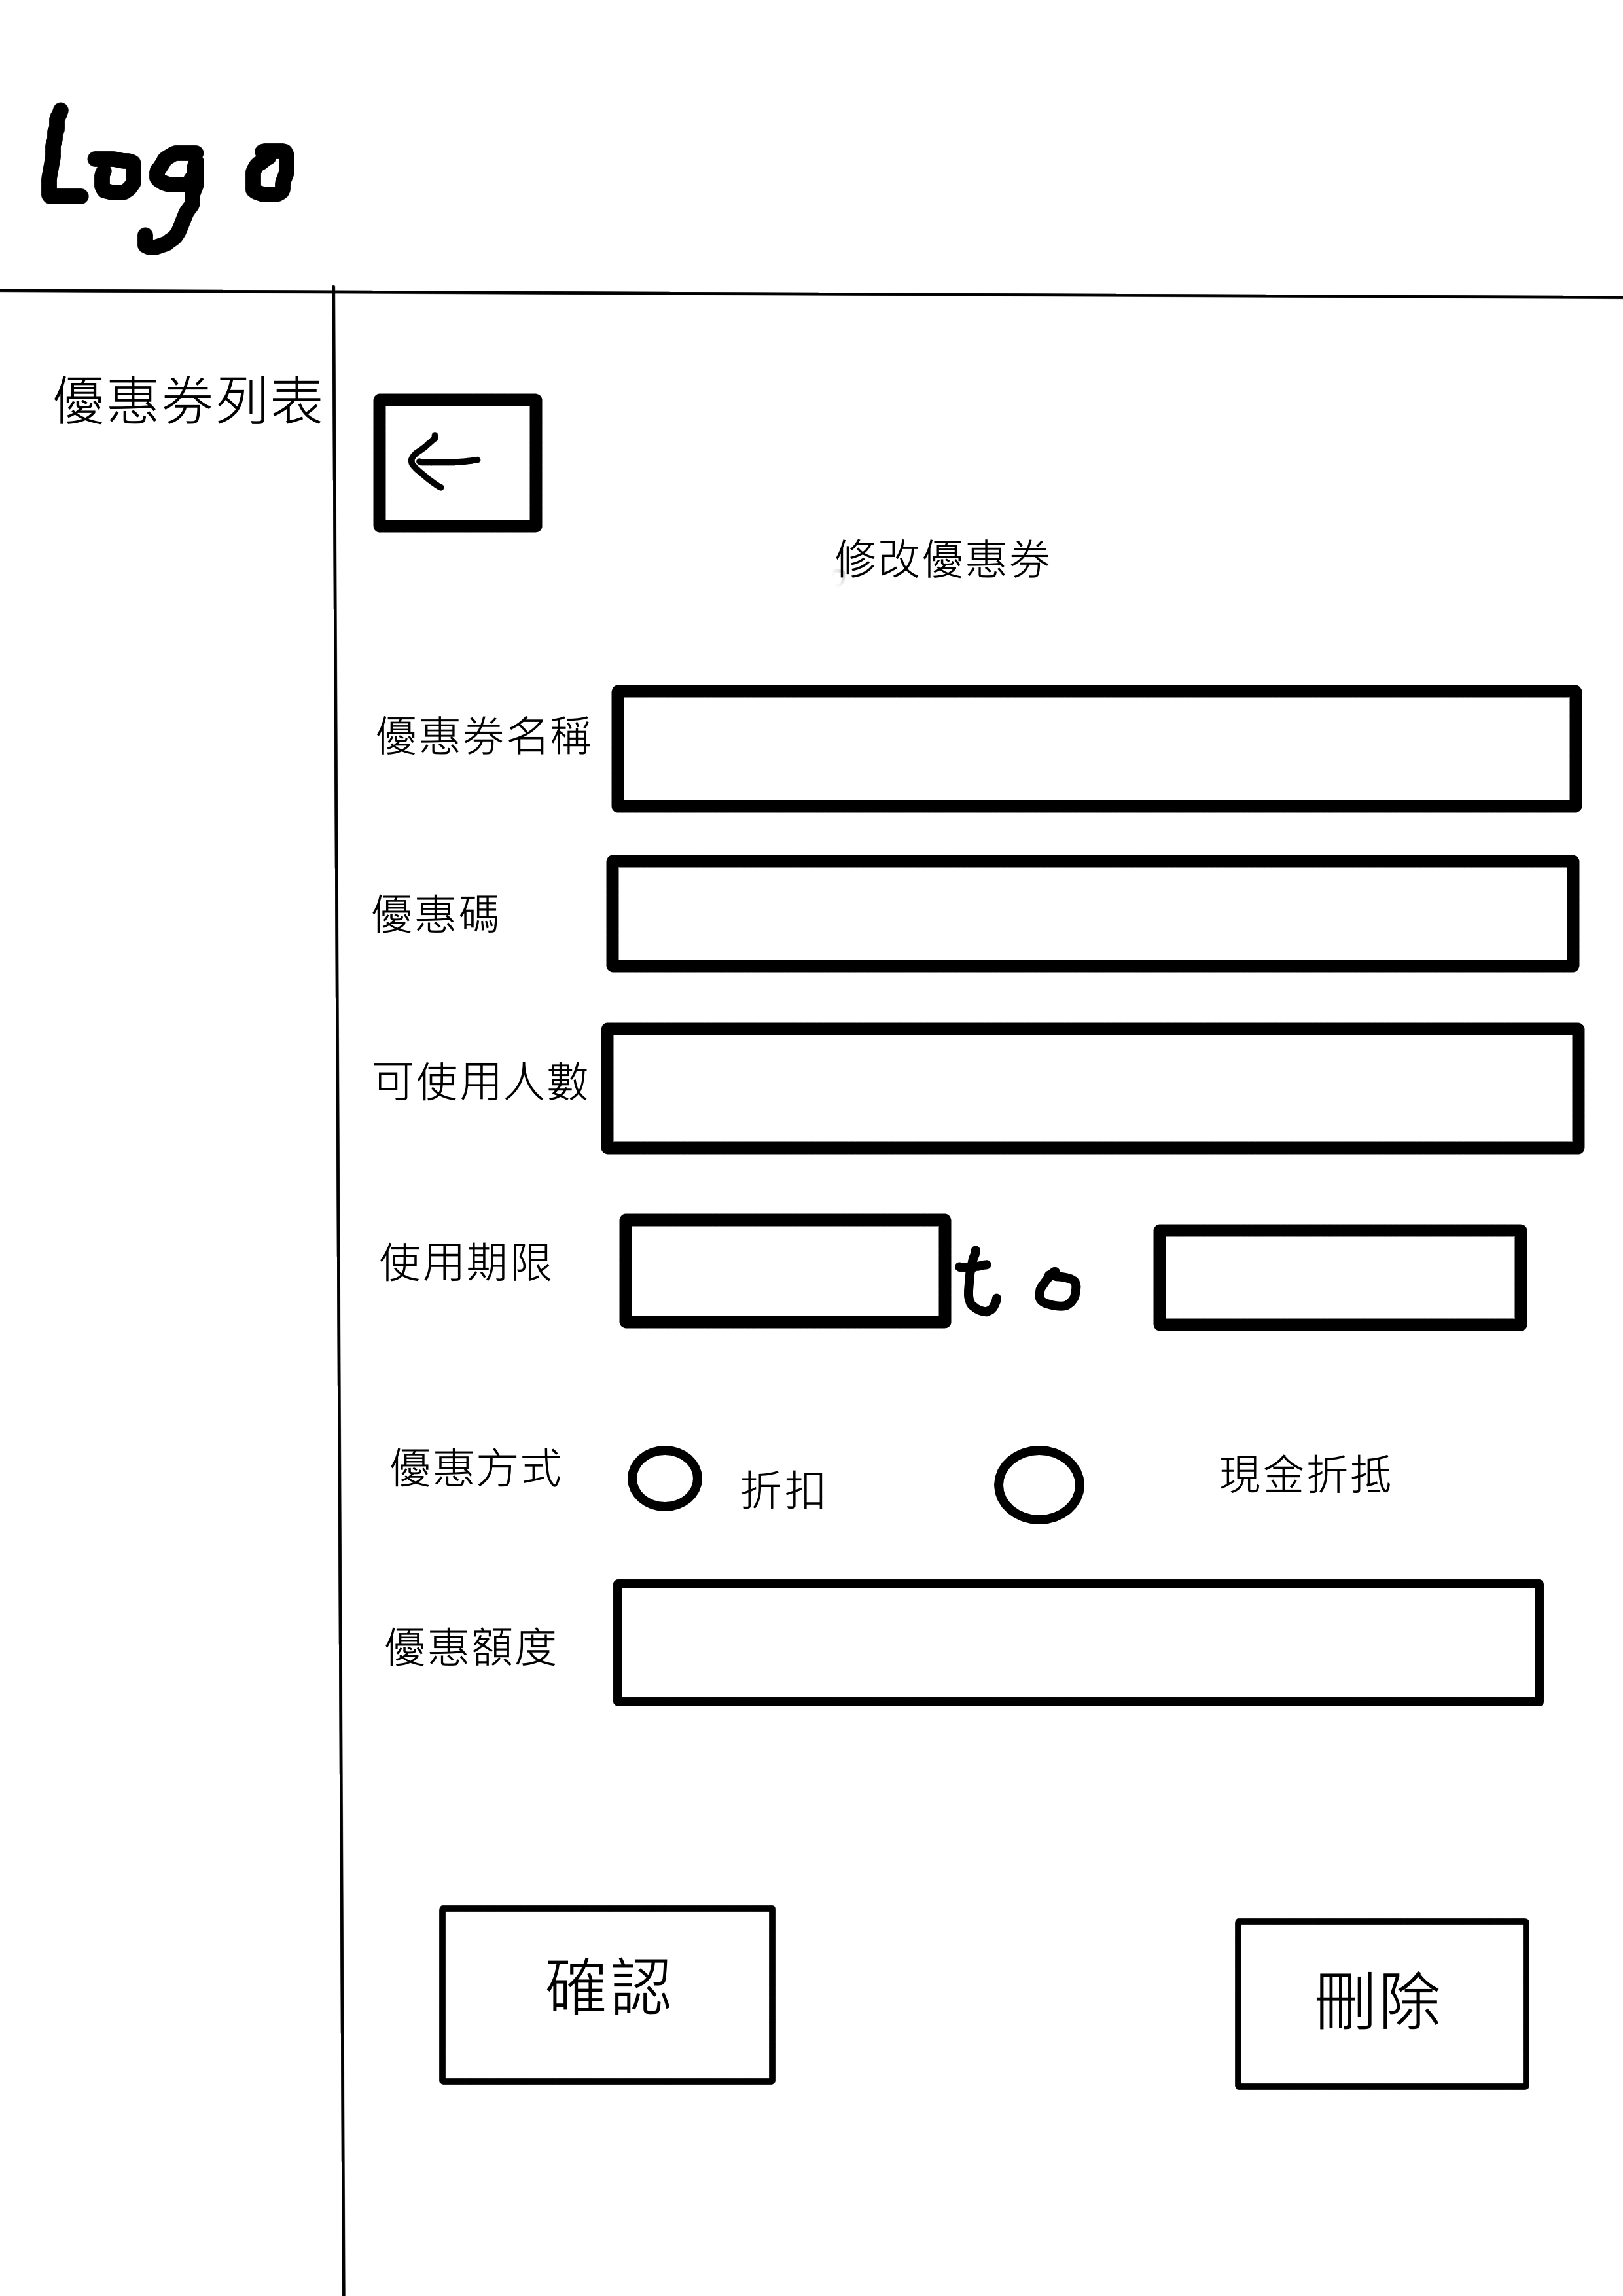 Logo
優惠券列表
修改優惠券
優惠券名稱
優惠碼
可使用人數
使用期限 to
優惠方式 折扣 現金折抵
優惠額度
確認 刪除